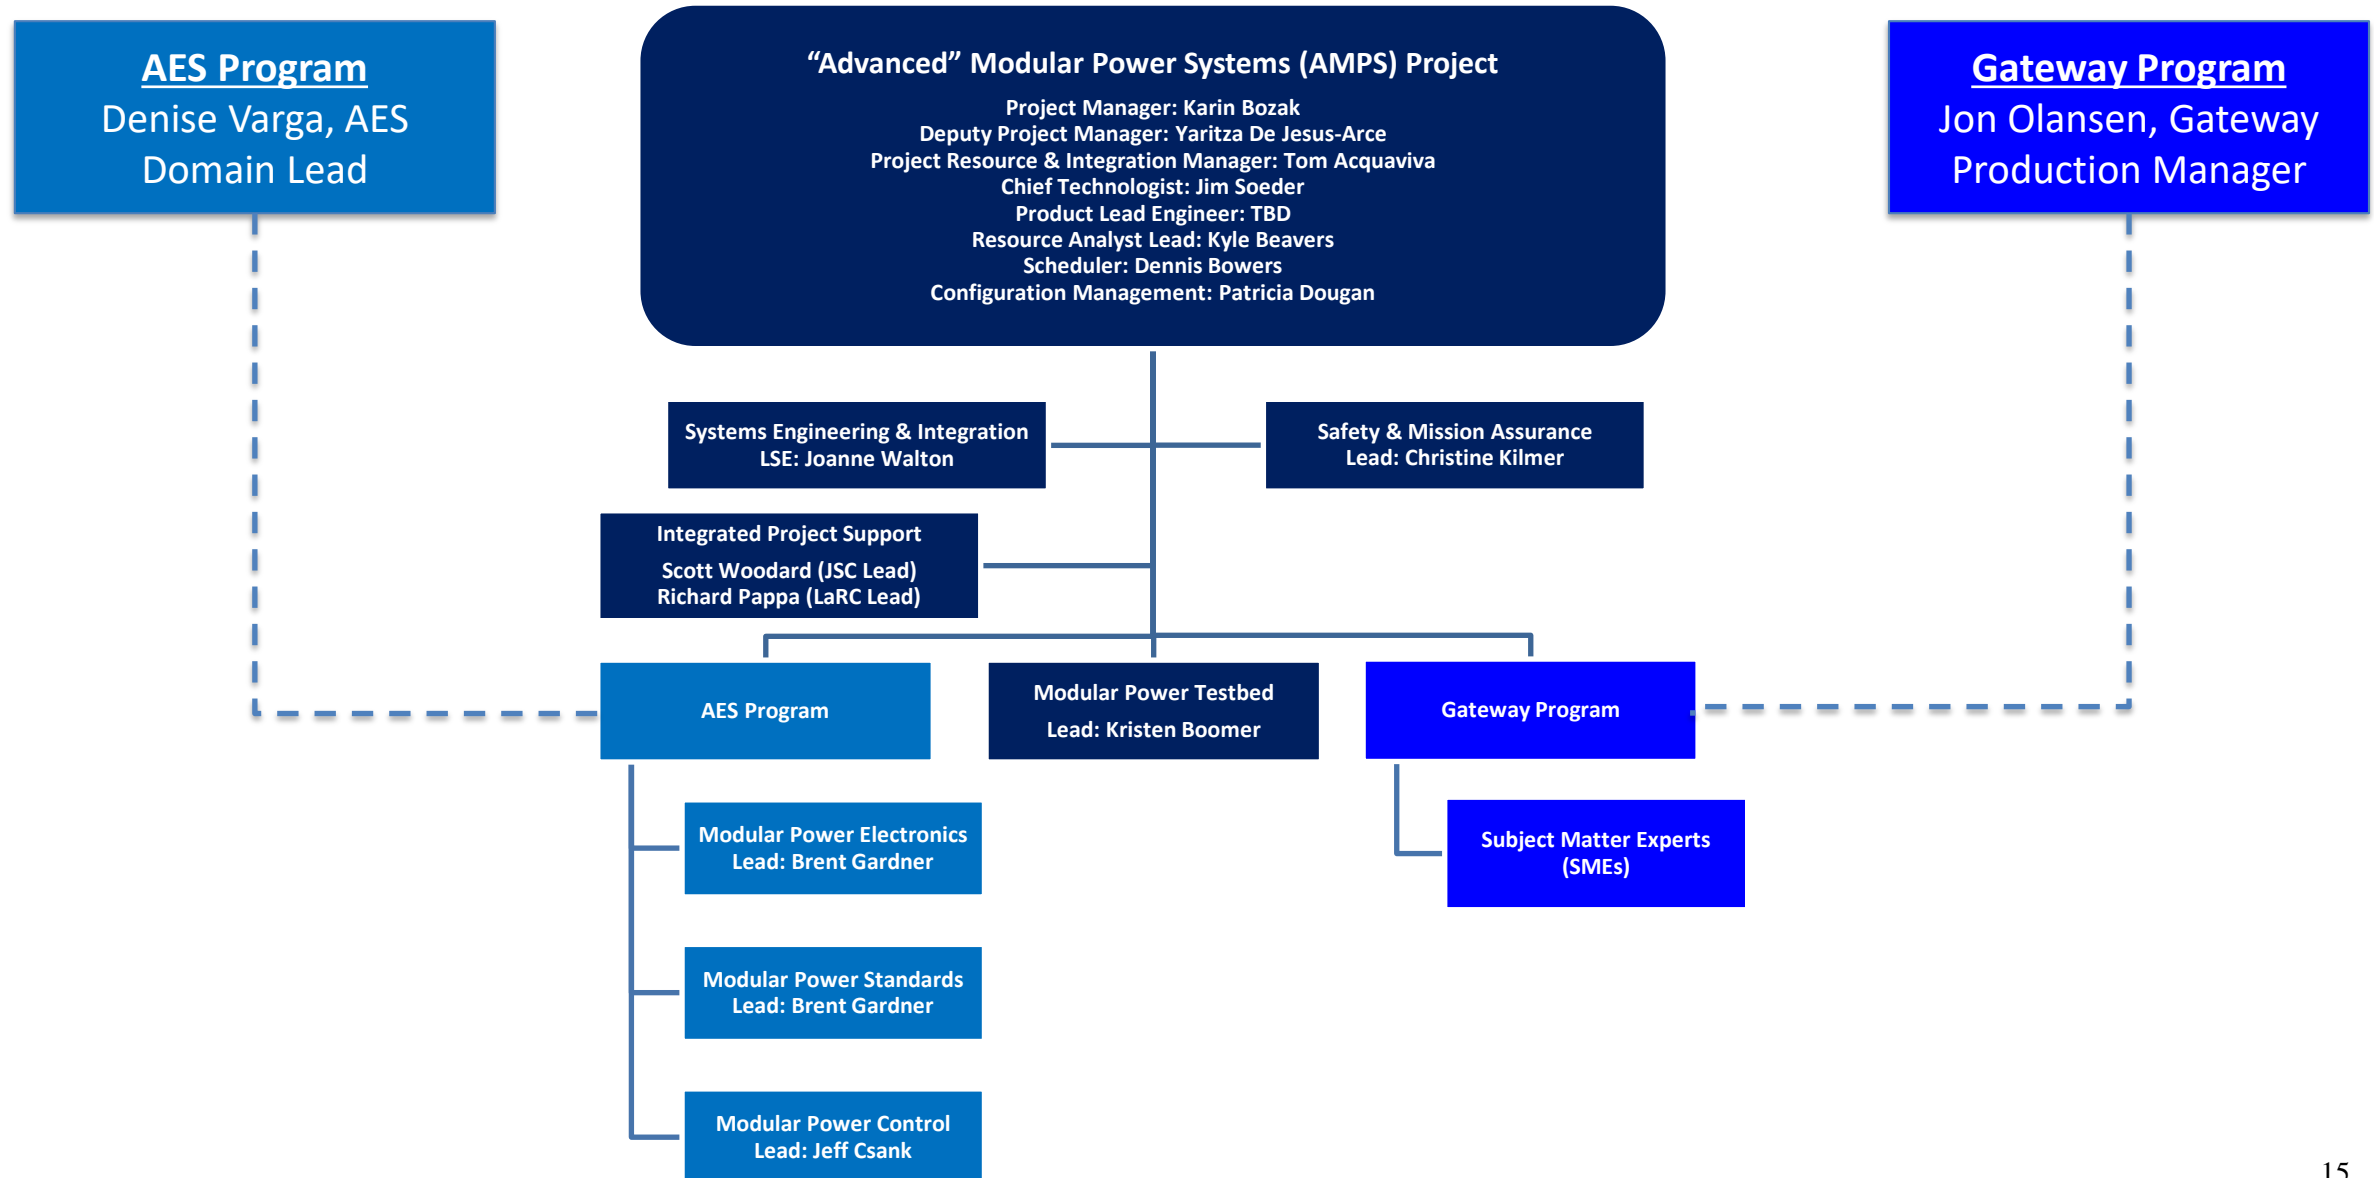 AES Program
Denise Varga, AES
Domain Lead
“Advanced” Modular Power Systems (AMPS) Project
Project Manager: Karin Bozak
Deputy Project Manager: Yaritza De Jesus-Arce
Project Resource & Integration Manager: Tom Acquaviva
Chief Technologist: Jim Soeder
Product Lead Engineer: TBD
Resource Analyst Lead: Kyle Beavers
Scheduler: Dennis Bowers
Configuration Management: Patricia Dougan
Gateway Program
Jon Olansen, Gateway
Production Manager
Systems Engineering & Integration
LSE: Joanne Walton
Safety & Mission Assurance
Lead: Christine Kilmer
Integrated Project Support
Scott Woodard (JSC Lead)
Richard Pappa (LaRC Lead)
AES Program
Modular Power Testbed
Lead: Kristen Boomer
Gateway Program
Modular Power Electronics
Lead: Brent Gardner
Subject Matter Experts
(SMEs)
Modular Power Standards
Lead: Brent Gardner
Modular Power Control
Lead: Jeff Csank
15